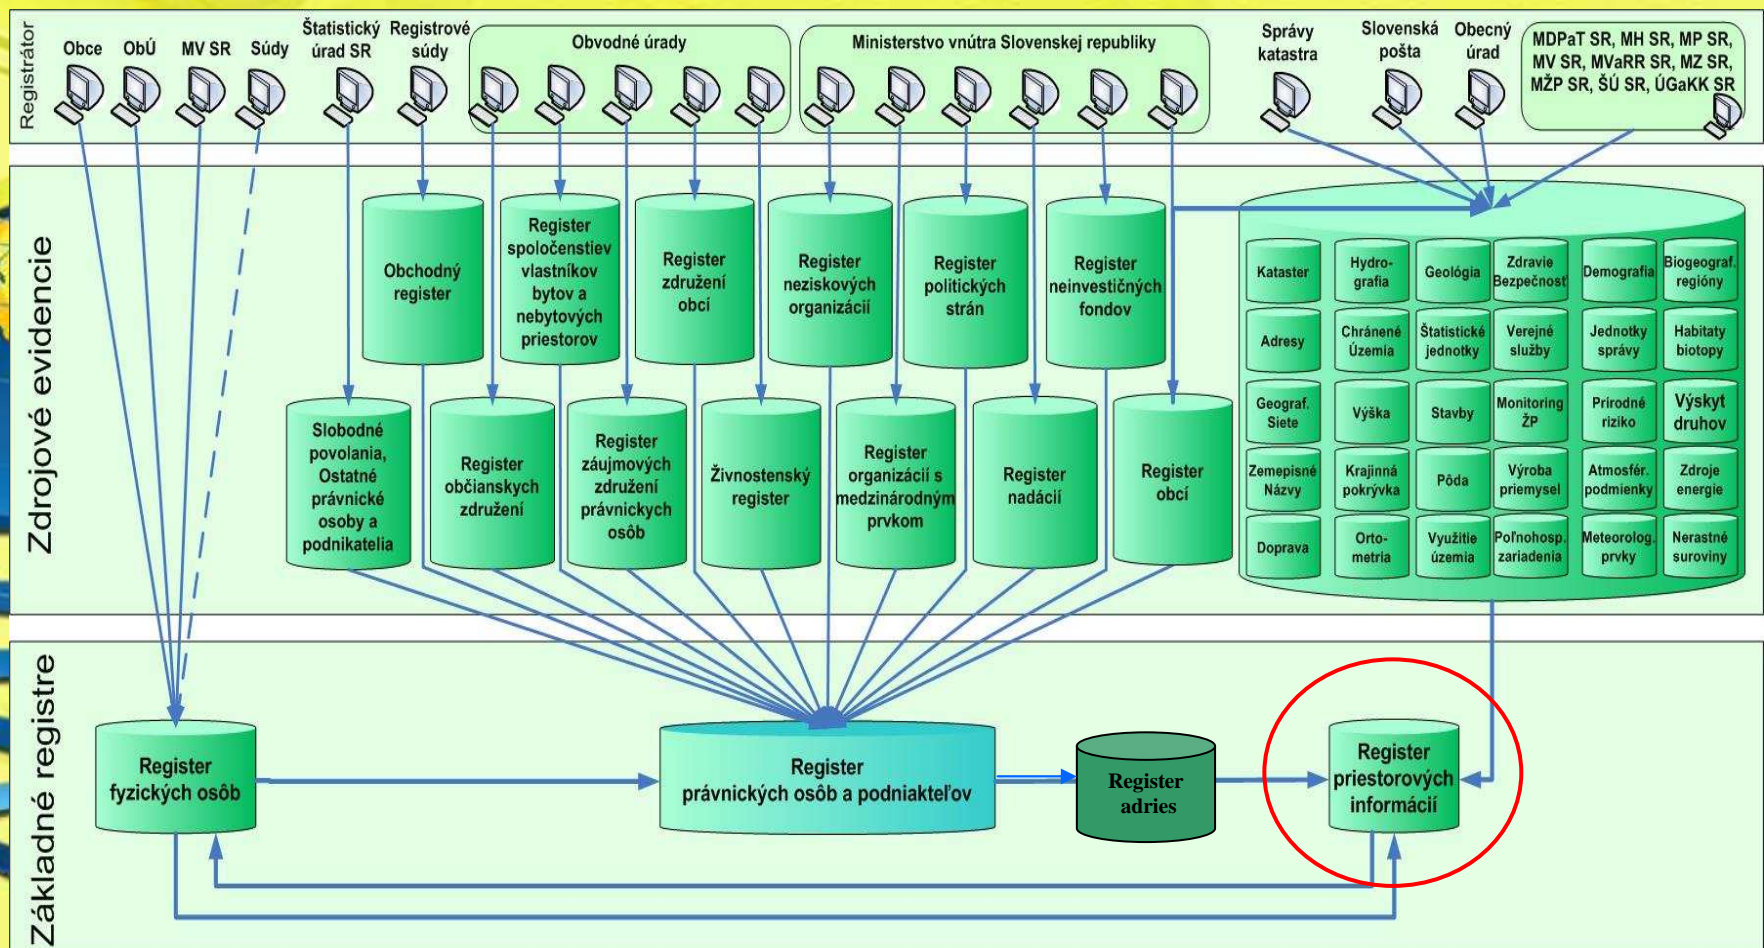 Registrátor
Obce
ObÚ
MV SR
Súdy
Štatistický
úrad SR
Registrové
súdy
Obvodné úrady
Ministerstvo vnútra Slovenskej republiky
Správy
katastra
Slovenská
pošta
Obecný
úrad
MDPaT SR, MH SR, MP SR,
MV SR, MVaRR SR, MZ SR,
MŽP SR, ŠÚ SR, ÚGaKK SR
Zdrojové evidencie
Obchodný
register
Register
spoločenstiev
vlastníkov
bytov a
nebytových
priestorov
Register
združení
obcí
Register
neziskových
organizácií
Register
politických
strán
Register
neinvestičných
fondov
Slobodné
povolania,
Ostatné
právnické
osoby a
podnikatelia
Register
občianskych
združení
Register
záujmových
združení
právnickych
osôb
Živnostenský
register
Register
organizácií s
medzinárodným
prvkom
Register
nadácií
Register
obcí
Kataster
Hydro-
grafia
Geológia
Zdravie
Bezpečnosť
Demografia
Biogeograf.
regióny
Adresy
Chránené
Územia
Štatistické
jednotky
Verejné
služby
Jednotky
správy
Habitaty
biotopy
Geograf.
Siete
Výška
Stavby
Monitoring
ŽP
Prírodné
riziko
Výskyt
druhov
Zemepisné
Názvy
Krajinná
pokrývka
Pôda
Výroba
priemysel
Atmosfér.
podmienky
Zdroje
energie
Doprava
Orto-
metria
Využitie
územia
Poľnohosp.
zariadenia
Meteorolog.
prvky
Nerastné
suroviny
Základné registre
Register
fyzických osôb
Register
právnických osôb a podniakteľov
Register
adries
Register
priestorových
informácií